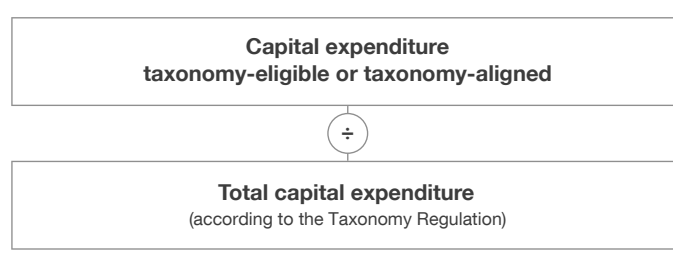 Capital expenditure
taxonomy-eligible or taxonomy-aligned
÷
Total capital expenditure
(according to the Taxonomy Regulation)